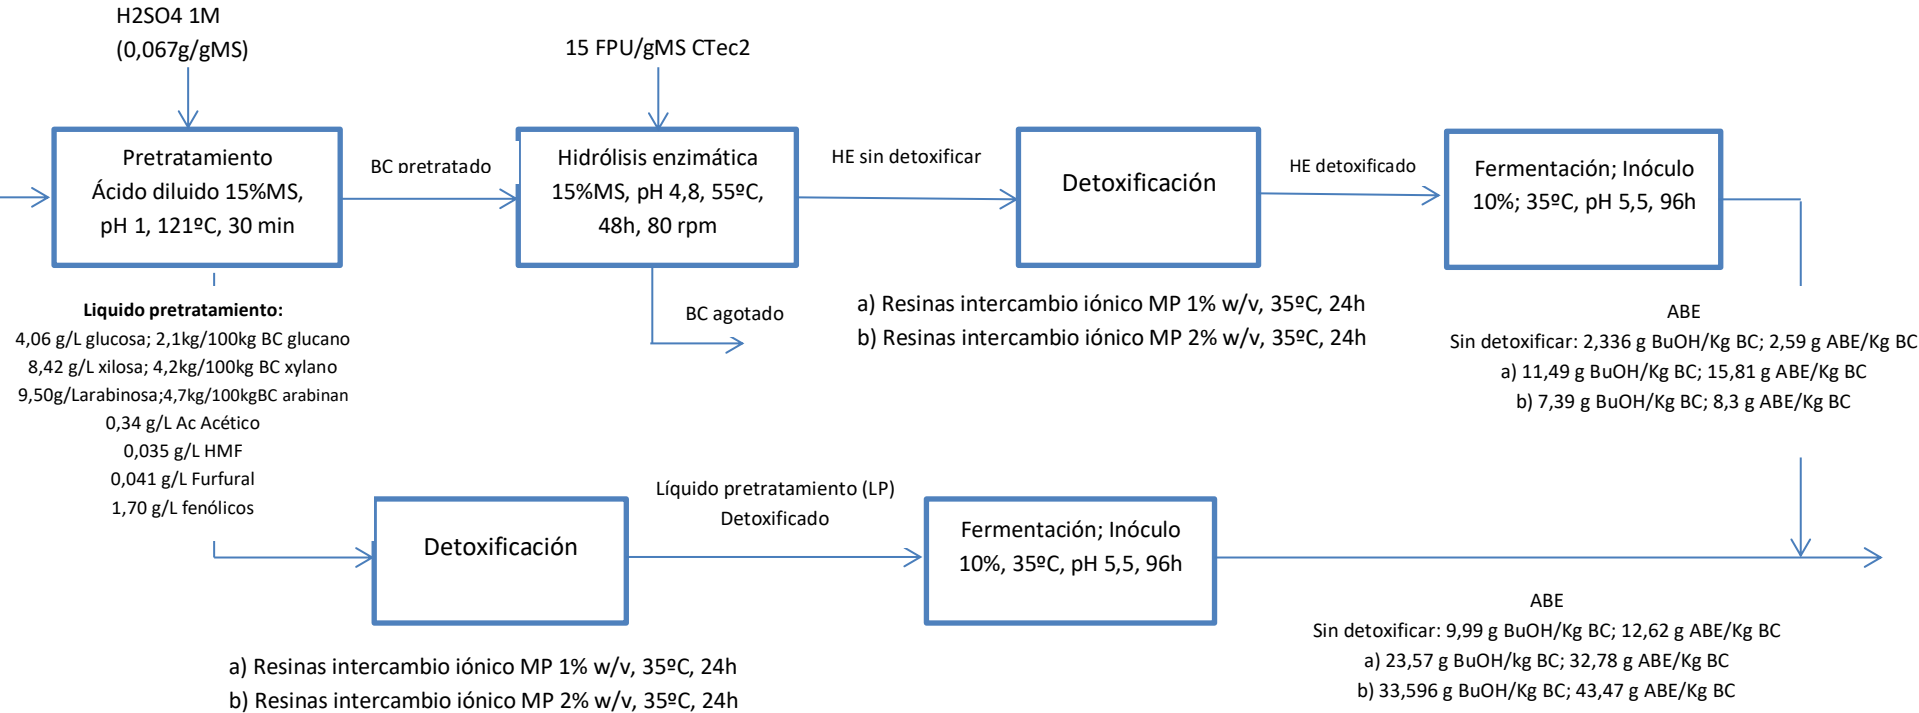 H2SO4 1M
(0,067g/gMS)
15 FPU/gMS CTec2
Pretratamiento
Ácido diluido 15%MS,
pH 1, 121ºC, 30 min
BC pretratado
Hidrólisis enzimática
15%MS, pH 4,8, 55ºC,
48h, 80 rpm
HE sin detoxificar
Detoxificación
HE detoxificado
Fermentación; Inóculo
10%; 35ºC, pH 5,5, 96h
Liquido pretratamiento:
4,06 g/L glucosa; 2,1kg/100kg BC glucano
8,42 g/L xilosa; 4,2kg/100kg BC xylano
9,50g/Larabinosa;4,7kg/100kgBC arabinan
0,34 g/L Ac Acético
0,035 g/L HMF
0,041 g/L Furfural
1,70 g/L fenólicos
BC agotado
a) Resinas intercambio iónico MP 1% w/v, 35ºC, 24h
b) Resinas intercambio iónico MP 2% w/v, 35ºC, 24h
ABE
Sin detoxificar: 2,336 g BuOH/Kg BC; 2,59 g ABE/Kg BC
a) 11,49 g BuOH/Kg BC; 15,81 g ABE/Kg BC
b) 7,39 g BuOH/Kg BC; 8,3 g ABE/Kg BC
Detoxificación
Líquido pretratamiento (LP)
Detoxificado
Fermentación; Inóculo
10%, 35ºC, pH 5,5, 96h
a) Resinas intercambio iónico MP 1% w/v, 35ºC, 24h
b) Resinas intercambio iónico MP 2% w/v, 35ºC, 24h
ABE
Sin detoxificar: 9,99 g BuOH/Kg BC; 12,62 g ABE/Kg BC
a) 23,57 g BuOH/kg BC; 32,78 g ABE/Kg BC
b) 33,596 g BuOH/Kg BC; 43,47 g ABE/Kg BC